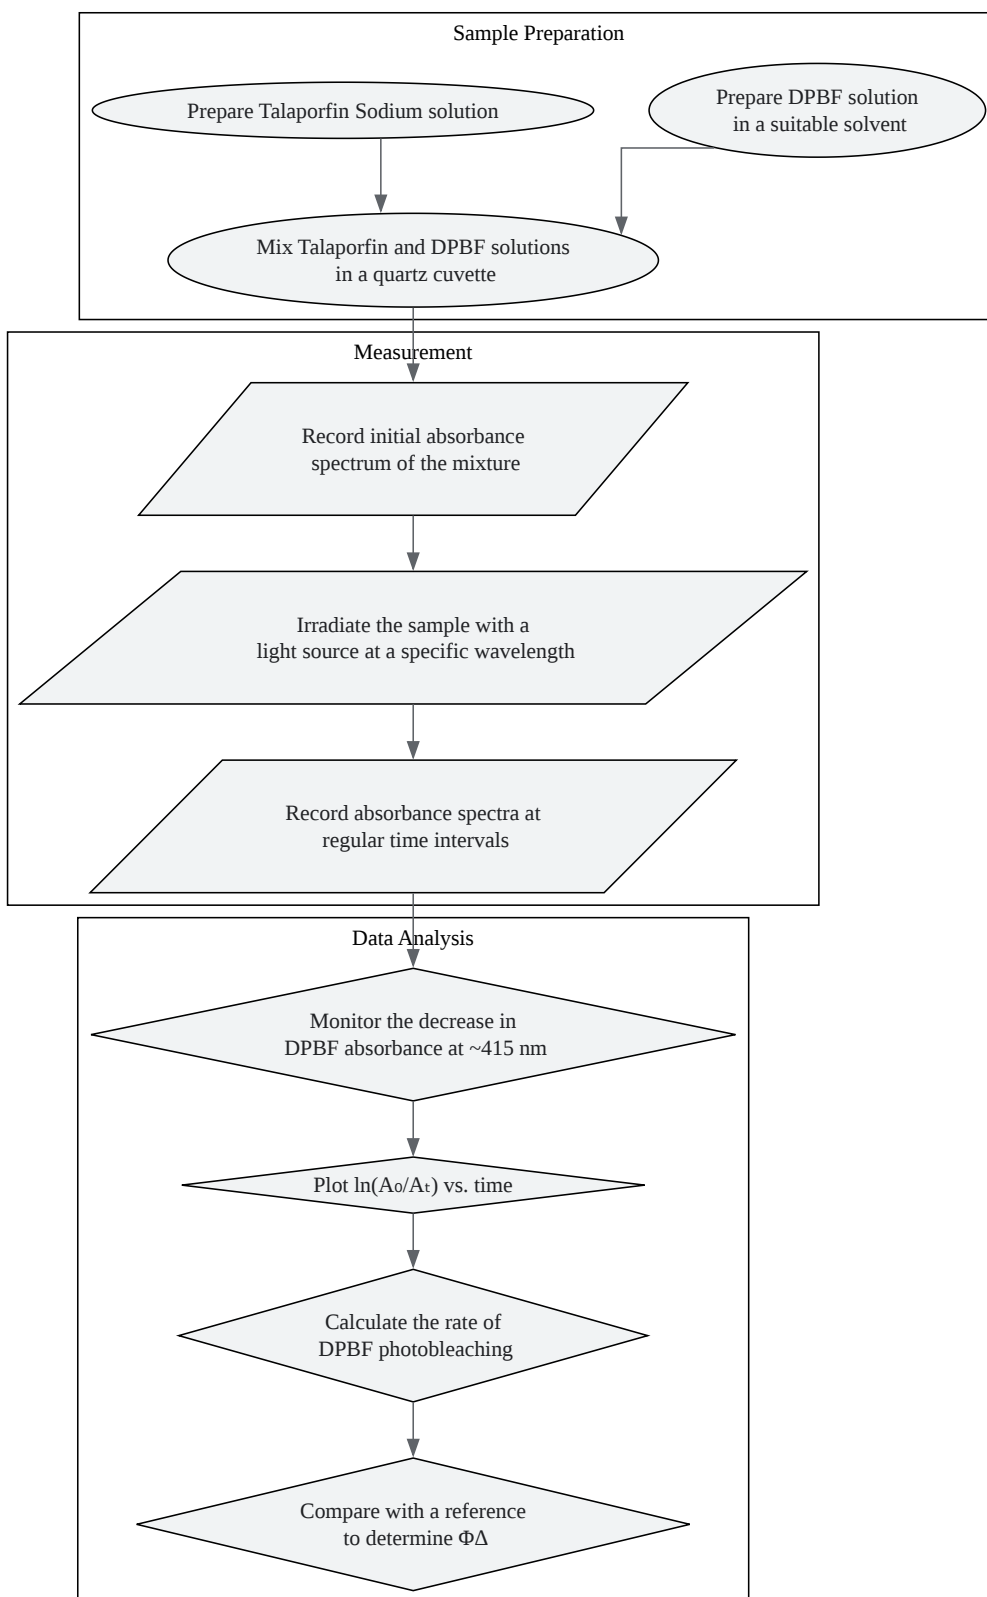 Sample Preparation
Prepare Talaporfin Sodium solution
Prepare DPBF solution
in a suitable solvent
Mix Talaporfin and DPBF solutions
in a quartz cuvette
Measurement
Record initial absorbance
spectrum of the mixture
Irradiate the sample with a
light source at a specific wavelength
Record absorbance spectra at
regular time intervals
Data Analysis
Monitor the decrease in
DPBF absorbance at ~415 nm
Plot ln(A₀/Aₜ) vs. time
Calculate the rate of
DPBF photobleaching
Compare with a reference
to determine ΦΔ